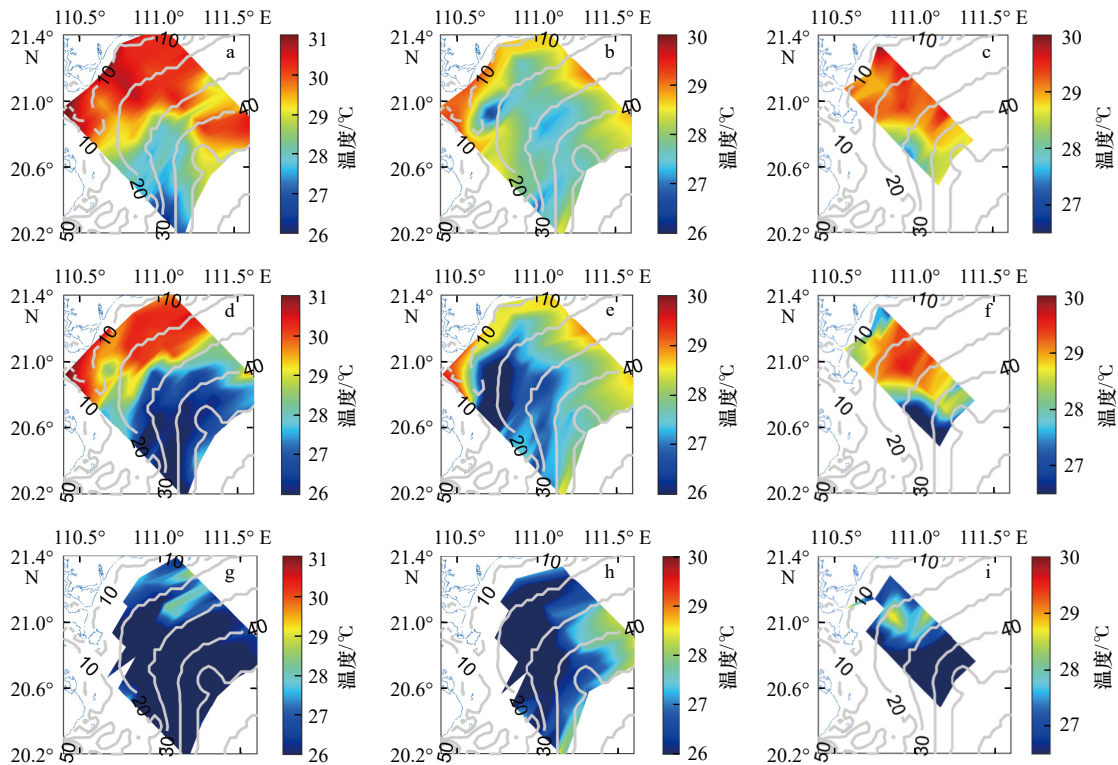 110.5° 111.0° 111.5° E 110.5° 111.0° 111.5° E 110.5° 111.0° 111.5° E
21.4° N 21.0° 20.6° 20.2° a 10 10 40 10 20 30 50 31 30 29 28 27 26 温度/℃
21.4° N 21.0° 20.6° 20.2° b 10 10 40 10 20 30 50 30 29 28 27 26 温度/℃
21.4° N 21.0° 20.6° 20.2° c 10 10 40 10 20 30 50 30 29 28 27 温度/℃
110.5° 111.0° 111.5° E 110.5° 111.0° 111.5° E 110.5° 111.0° 111.5° E
21.4° N 21.0° 20.6° 20.2° d 10 10 40 10 20 30 50 31 30 29 28 27 26 温度/℃
21.4° N 21.0° 20.6° 20.2° e 10 10 40 10 20 30 50 30 29 28 27 26 温度/℃
21.4° N 21.0° 20.6° 20.2° f 10 10 40 10 20 30 50 30 29 28 27 温度/℃
110.5° 111.0° 111.5° E 110.5° 111.0° 111.5° E 110.5° 111.0° 111.5° E
21.4° N 21.0° 20.6° 20.2° g 10 10 40 10 20 30 50 31 30 29 28 27 26 温度/℃
21.4° N 21.0° 20.6° 20.2° h 10 10 40 10 20 30 50 30 29 28 27 26 温度/℃
21.4° N 21.0° 20.6° 20.2° i 10 10 40 10 20 30 50 30 29 28 27 温度/℃